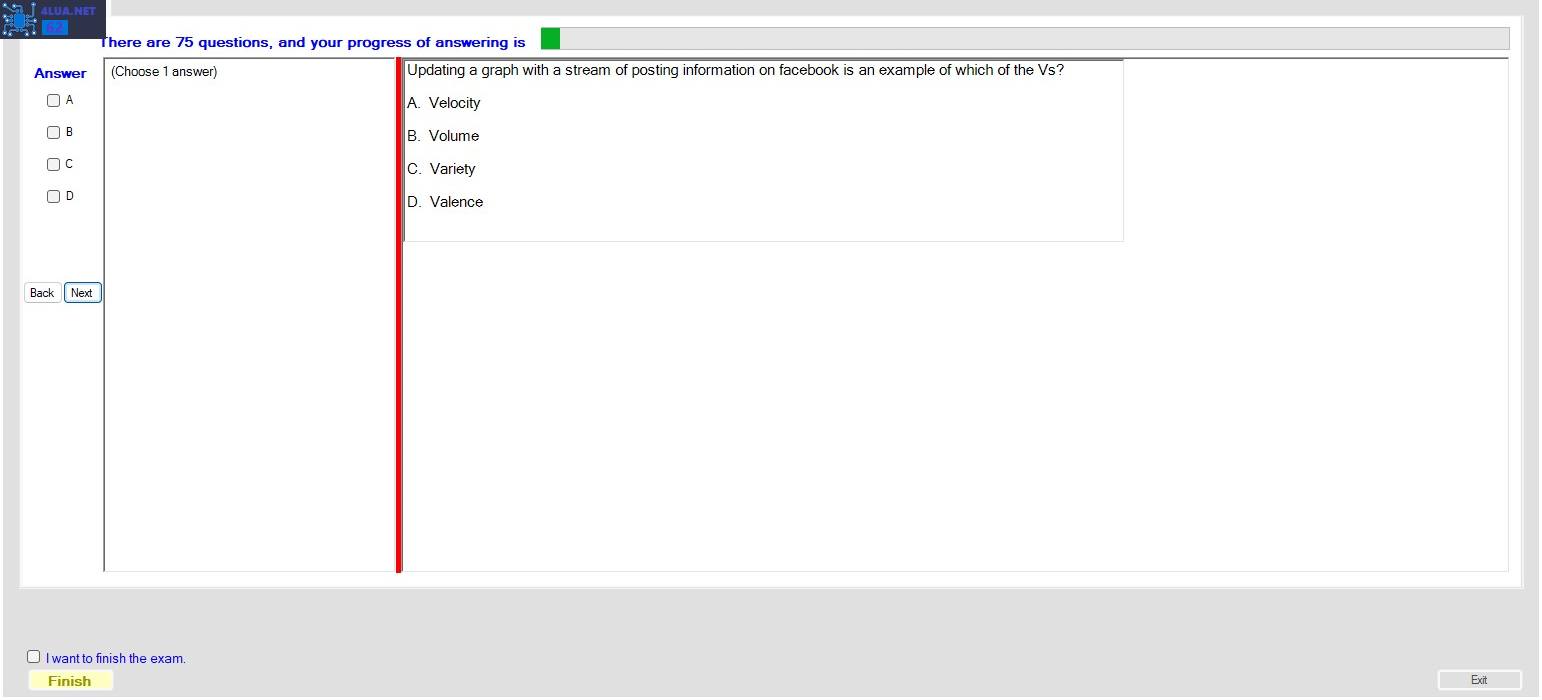 4LUA.NET
62
There are 75 questions, and your progress of answering is
Answer
(Choose 1 answer)
A
B
C
D
Back
Next
Updating a graph with a stream of posting information on facebook is an example of which of the Vs?
A. Velocity
B. Volume
C. Variety
D. Valence
I want to finish the exam.
Finish
Exit